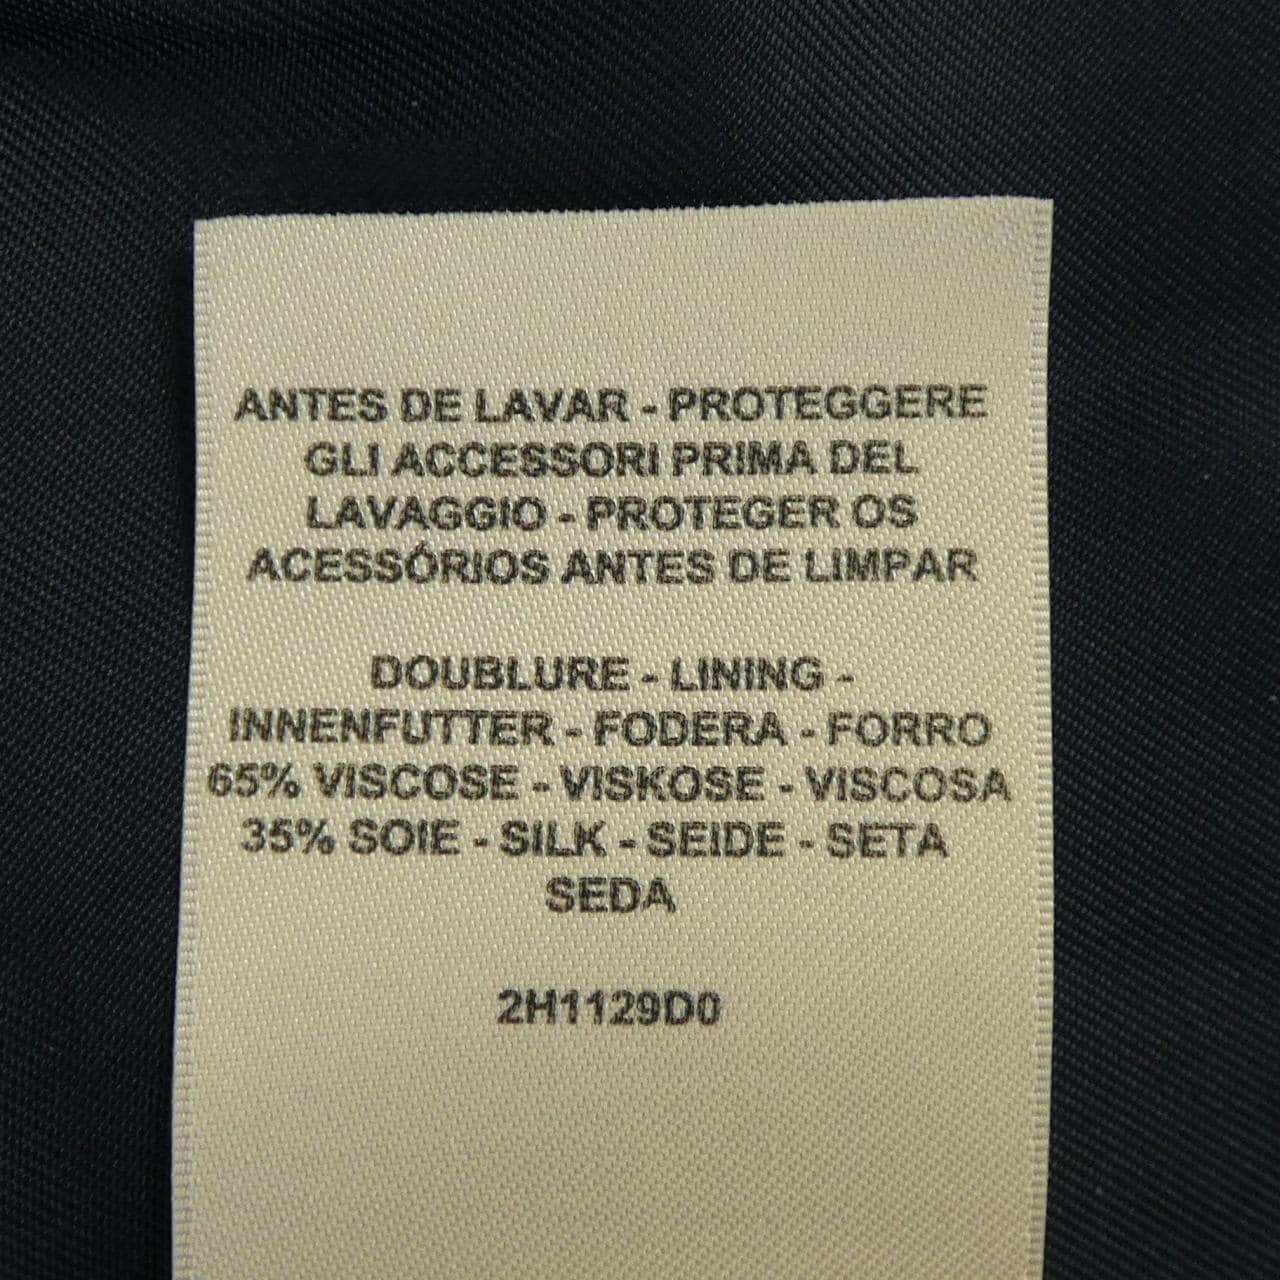 ANTES DE LAVAR - PROTEGGERE
GLI ACCESSORI PRIMA DEL
LAVAGGIO - PROTEGER OS
ACESSÓRIOS ANTES DE LIMPAR
DOUBLURE - LINING -
INNENFUTTER - FODERA - FORRO
65% VISCOSE - VISKOSE - VISCOSA
35% SOIE - SILK - SEIDE - SETA
SEDA
2H1129D0